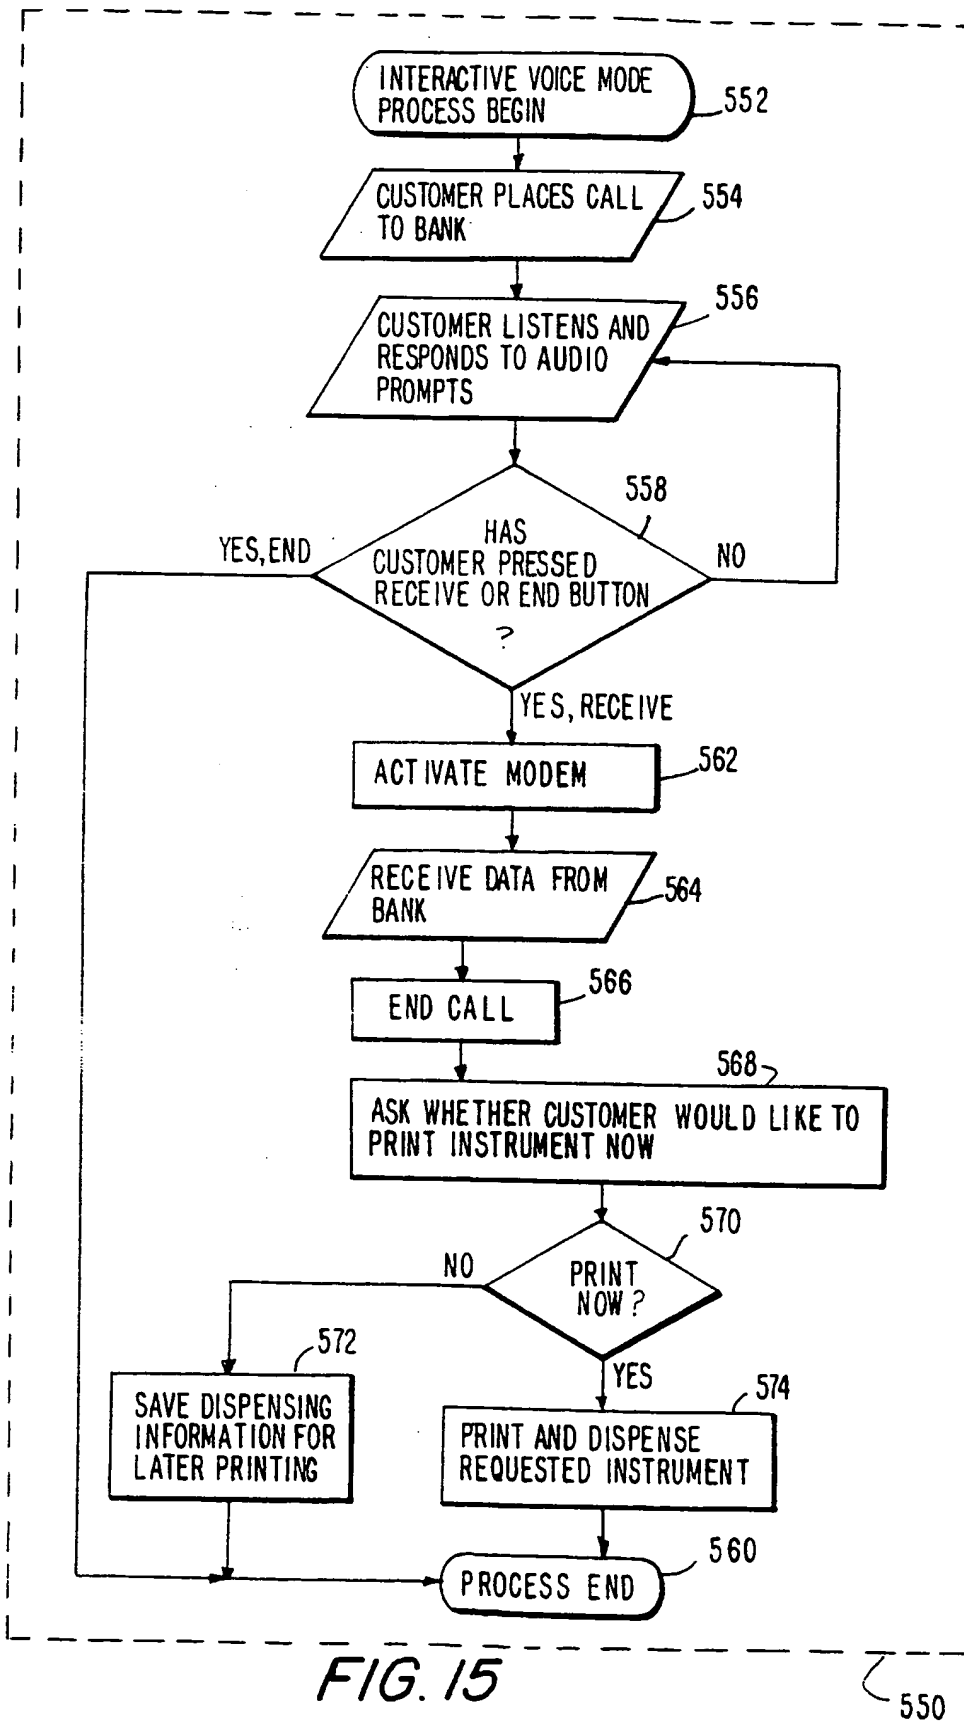 INTERACTIVE VOICE MODE
PROCESS BEGIN
552
CUSTOMER PLACES CALL
TO BANK
554
556
CUSTOMER LISTENS AND
RESPONDS TO AUDIO
PROMPTS
558
HAS
CUSTOMER PRESSED
RECEIVE OR END BUTTON
?
YES, END
NO
YES, RECEIVE
ACTIVATE MODEM
562
RECEIVE DATA FROM
BANK
564
END CALL
566
568
ASK WHETHER CUSTOMER WOULD LIKE TO
PRINT INSTRUMENT NOW
570
PRINT
NOW?
NO
YES
572
SAVE DISPENSING
INFORMATION FOR
LATER PRINTING
574
PRINT AND DISPENSE
REQUESTED INSTRUMENT
560
PROCESS END
FIG. 15
550